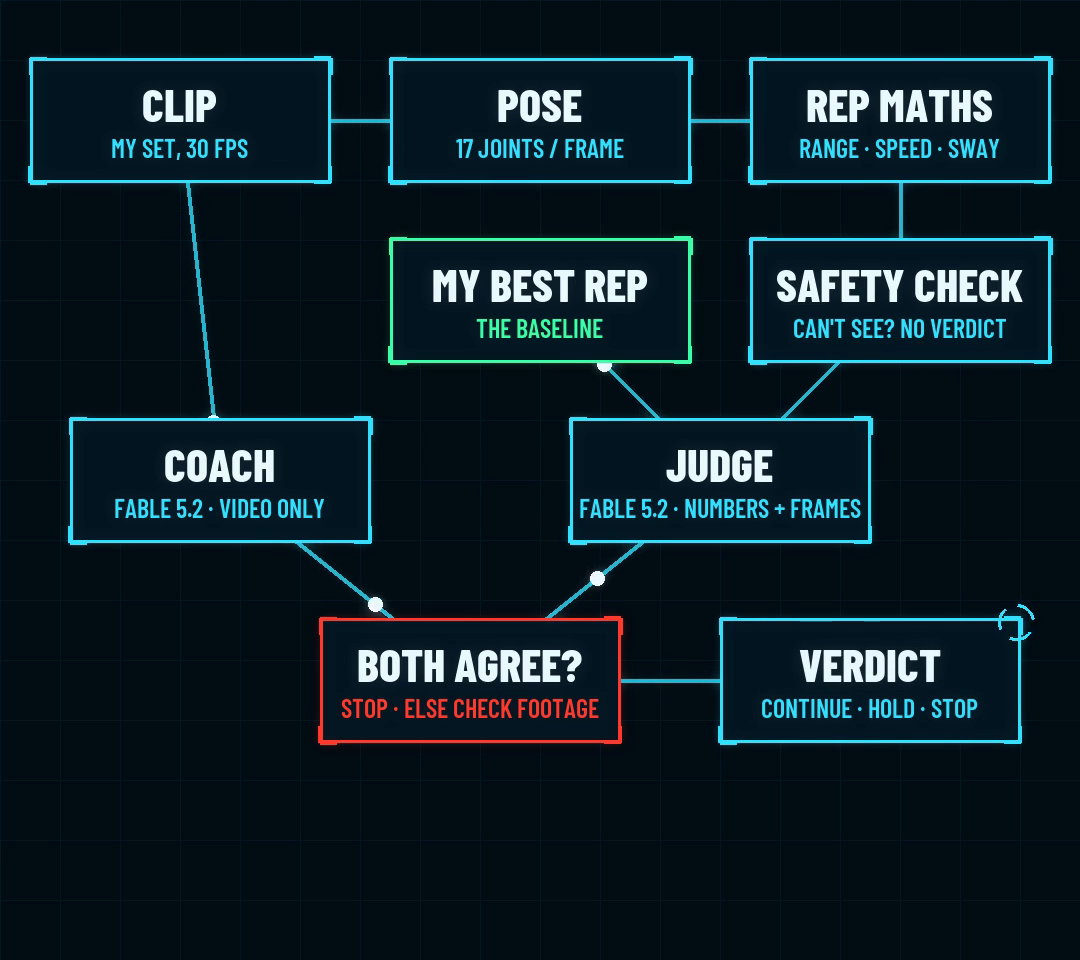 CLIP
MY SET, 30 FPS
POSE
17 JOINTS / FRAME
REP MATHS
RANGE · SPEED · SWAY
MY BEST REP
THE BASELINE
SAFETY CHECK
CAN'T SEE? NO VERDICT
COACH
FABLE 5.2 · VIDEO ONLY
JUDGE
FABLE 5.2 · NUMBERS + FRAMES
BOTH AGREE?
STOP · ELSE CHECK FOOTAGE
VERDICT
CONTINUE · HOLD · STOP